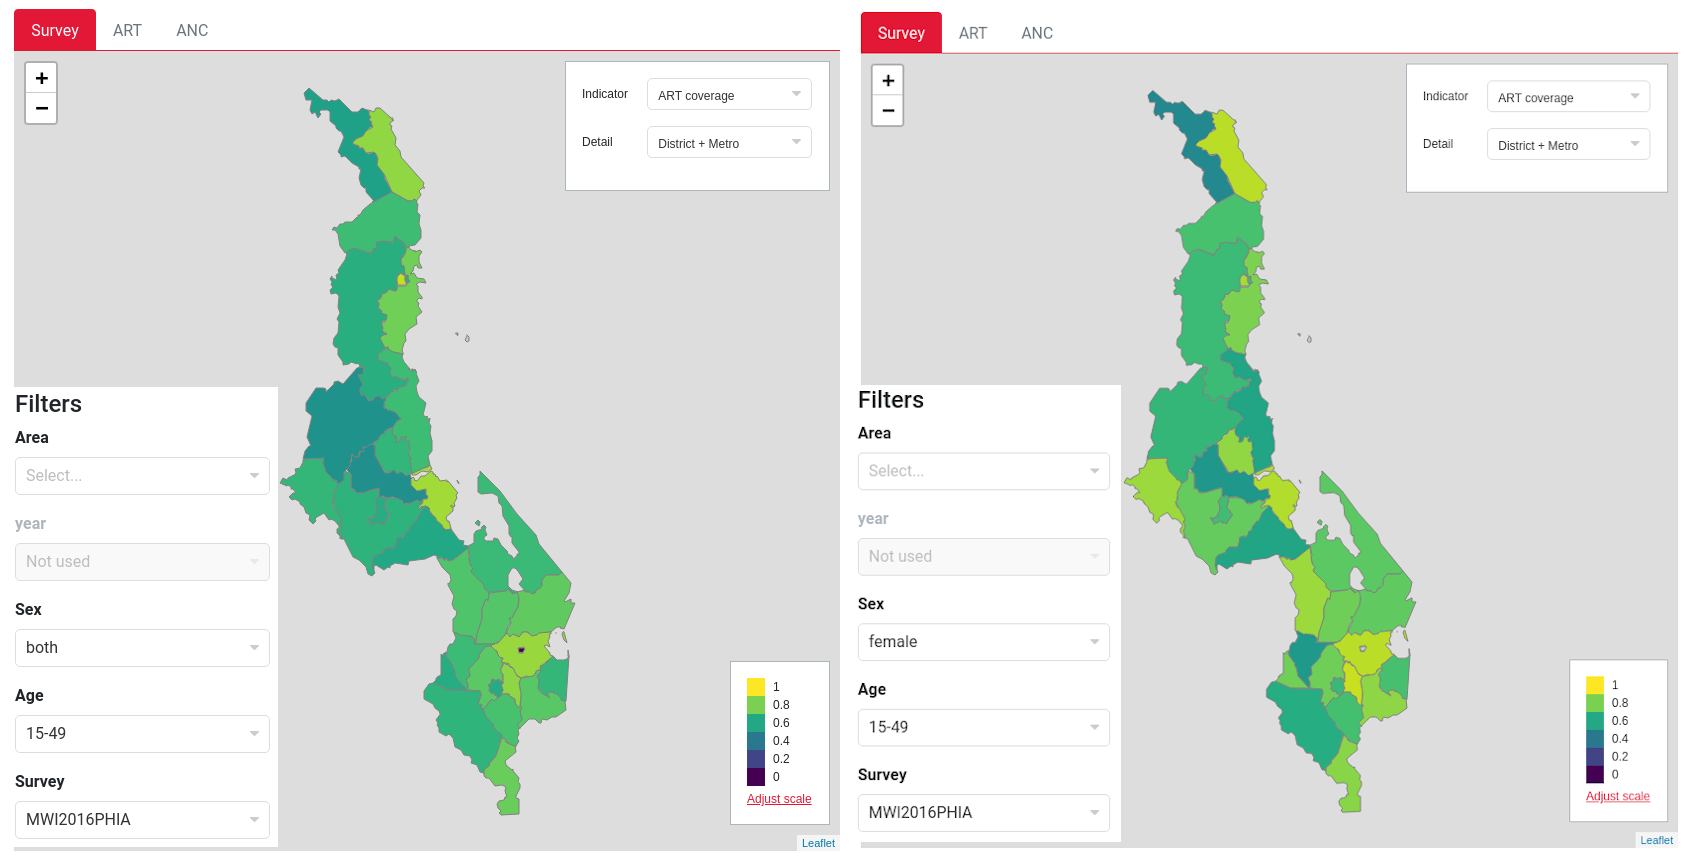 Survey ART ANC
+
−
Indicator ART coverage
Detail District + Metro
Filters
Area
Select...
year
Not used
Sex
both
Age
15-49
Survey
MWI2016PHIA
1
0.8
0.6
0.4
0.2
0
Adjust scale
Leaflet
Survey ART ANC
+
−
Indicator ART coverage
Detail District + Metro
Filters
Area
Select...
year
Not used
Sex
female
Age
15-49
Survey
MWI2016PHIA
1
0.8
0.6
0.4
0.2
0
Adjust scale
Leaflet